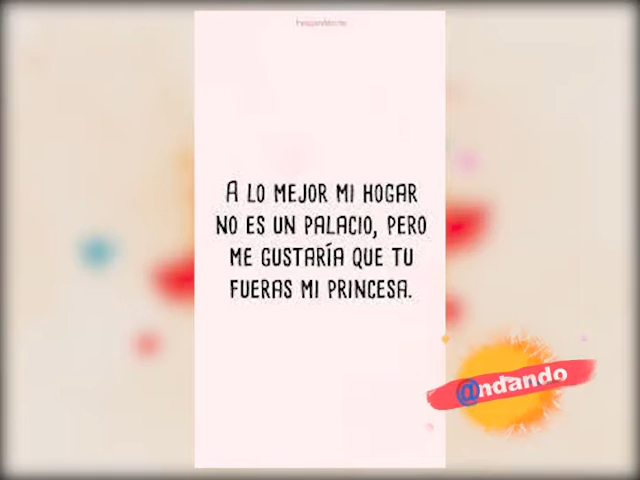 A LO MEJOR MI HOGAR
NO ES UN PALACIO, PERO
ME GUSTARÍA QUE TU
FUERAS MI PRINCESA.
@ndando